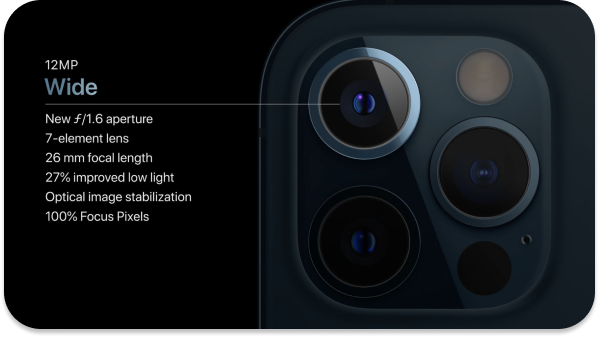 12MP
Wide
New ƒ/1.6 aperture
7-element lens
26 mm focal length
27% improved low light
Optical image stabilization
100% Focus Pixels